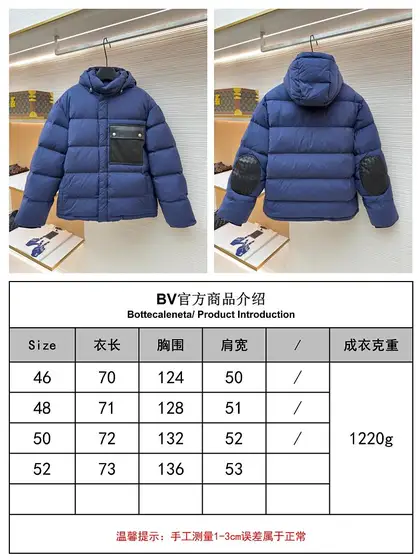 BV官方商品介绍
Bottecaleneta/ Product Introduction
Size 衣长 胸围 肩宽 / 成衣克重
46 70 124 50 /
48 71 128 51 /
50 72 132 52 /
1220g
52 73 136 53
温馨提示：手工测量1-3cm误差属于正常